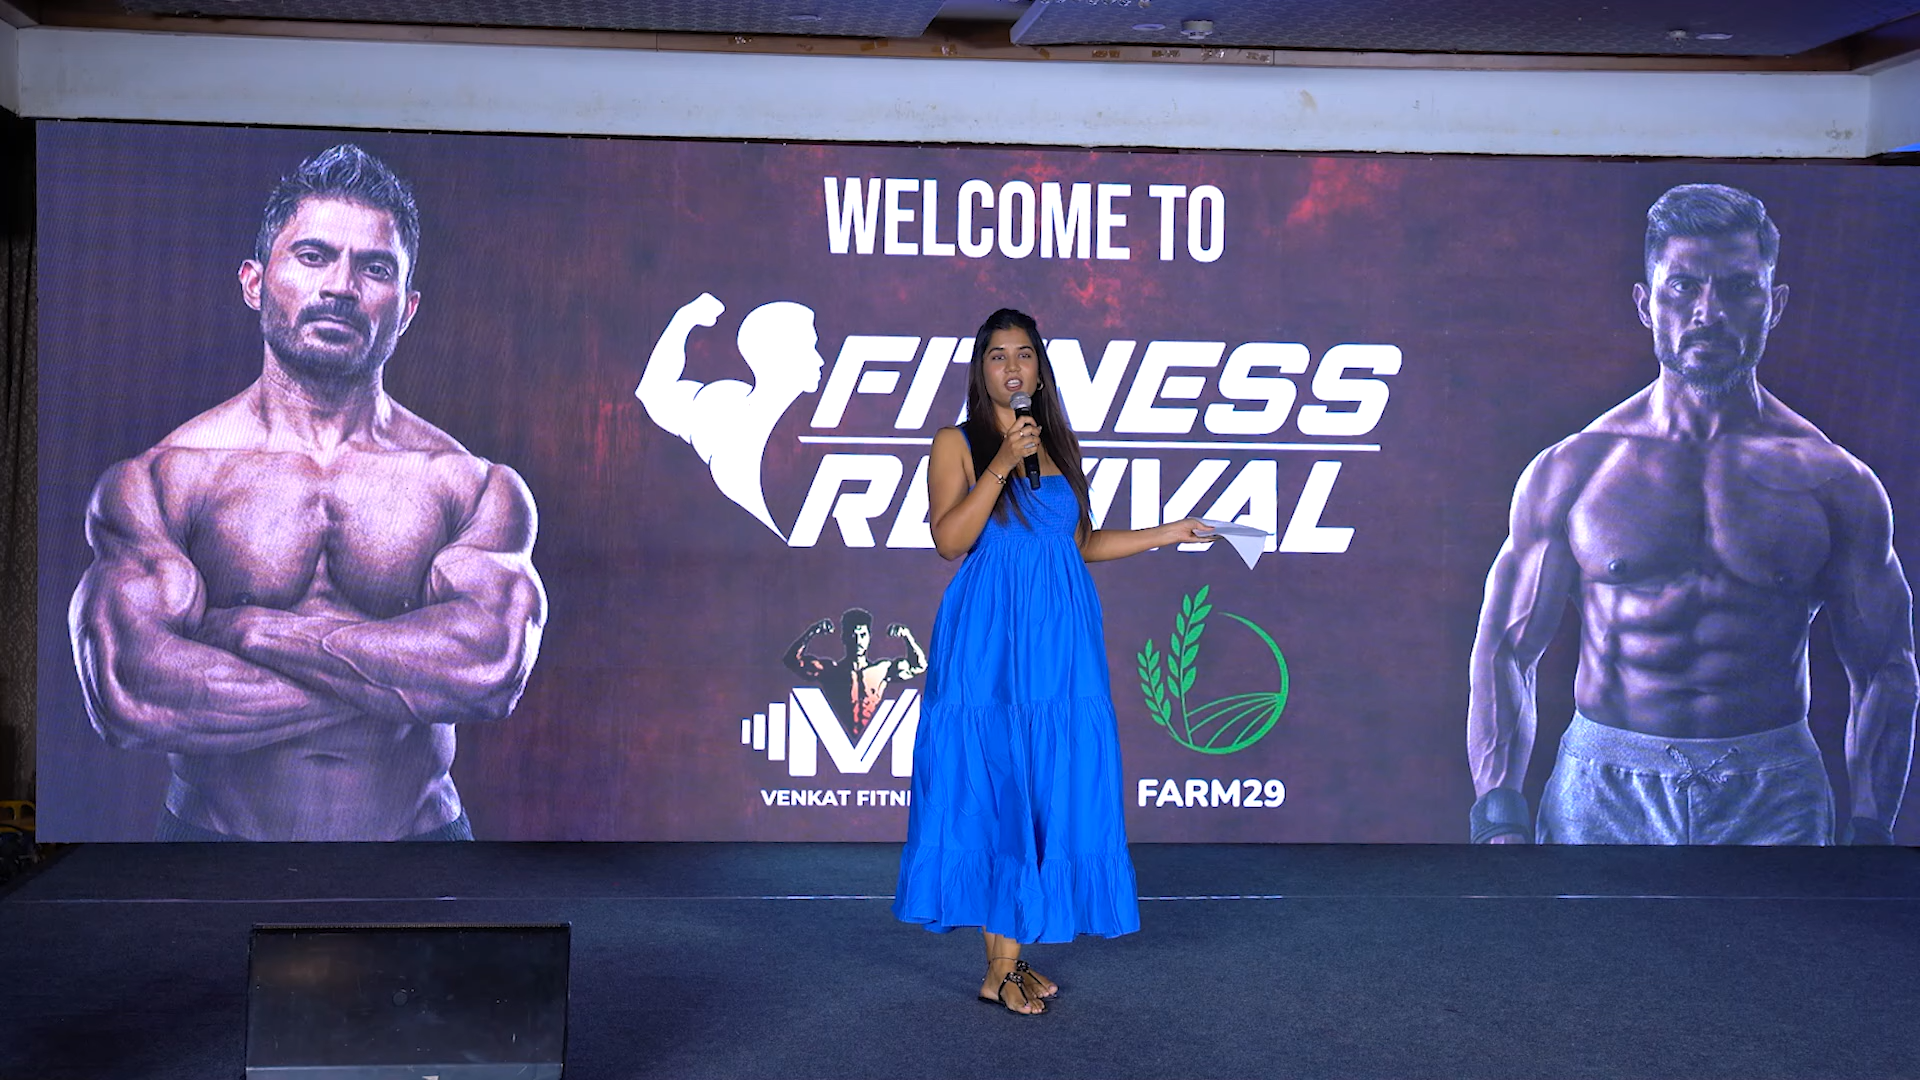 WELCOME TO
FITNESS
REVIVAL
VENKAT FITN
FARM29